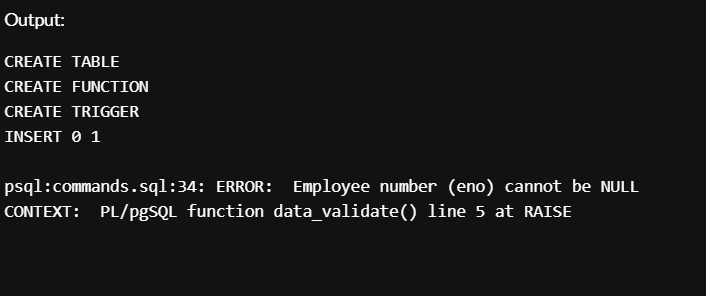 Output:
CREATE TABLE
CREATE FUNCTION
CREATE TRIGGER
INSERT 0 1
psql:commands.sql:34: ERROR:  Employee number (eno) cannot be NULL
CONTEXT:  PL/pgSQL function data_validate() line 5 at RAISE